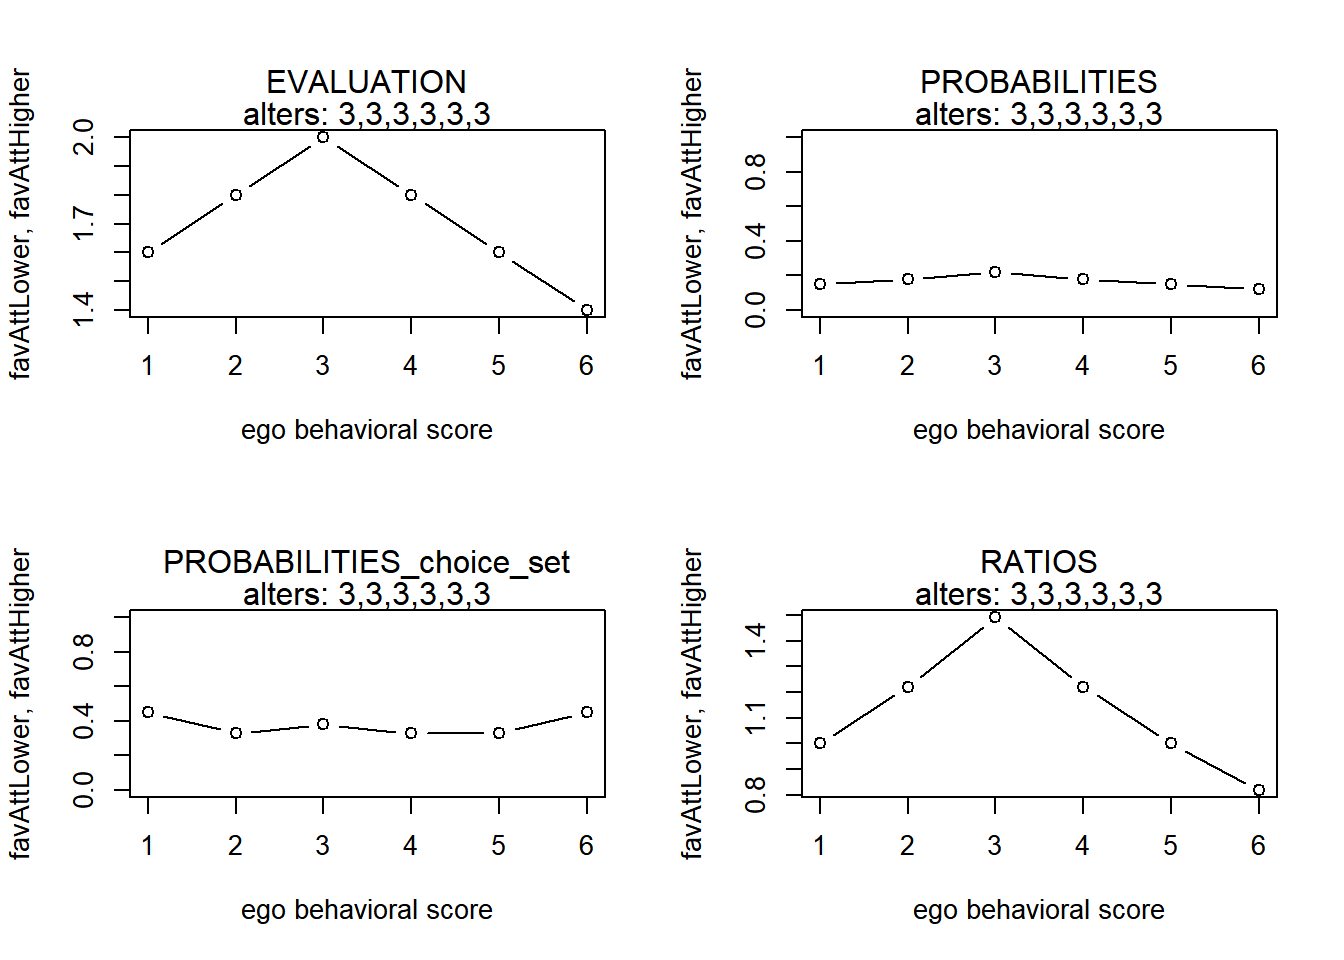 EVALUATION
alters: 3,3,3,3,3,3
favAttLower, favAttHigher
2.0
1.7
1.4
1 2 3 4 5 6
ego behavioral score
PROBABILITIES
alters: 3,3,3,3,3,3
favAttLower, favAttHigher
0.8
0.4
0.0
1 2 3 4 5 6
ego behavioral score
PROBABILITIES_choice_set
alters: 3,3,3,3,3,3
favAttLower, favAttHigher
0.8
0.4
0.0
1 2 3 4 5 6
ego behavioral score
RATIOS
alters: 3,3,3,3,3,3
favAttLower, favAttHigher
1.4
1.1
0.8
1 2 3 4 5 6
ego behavioral score